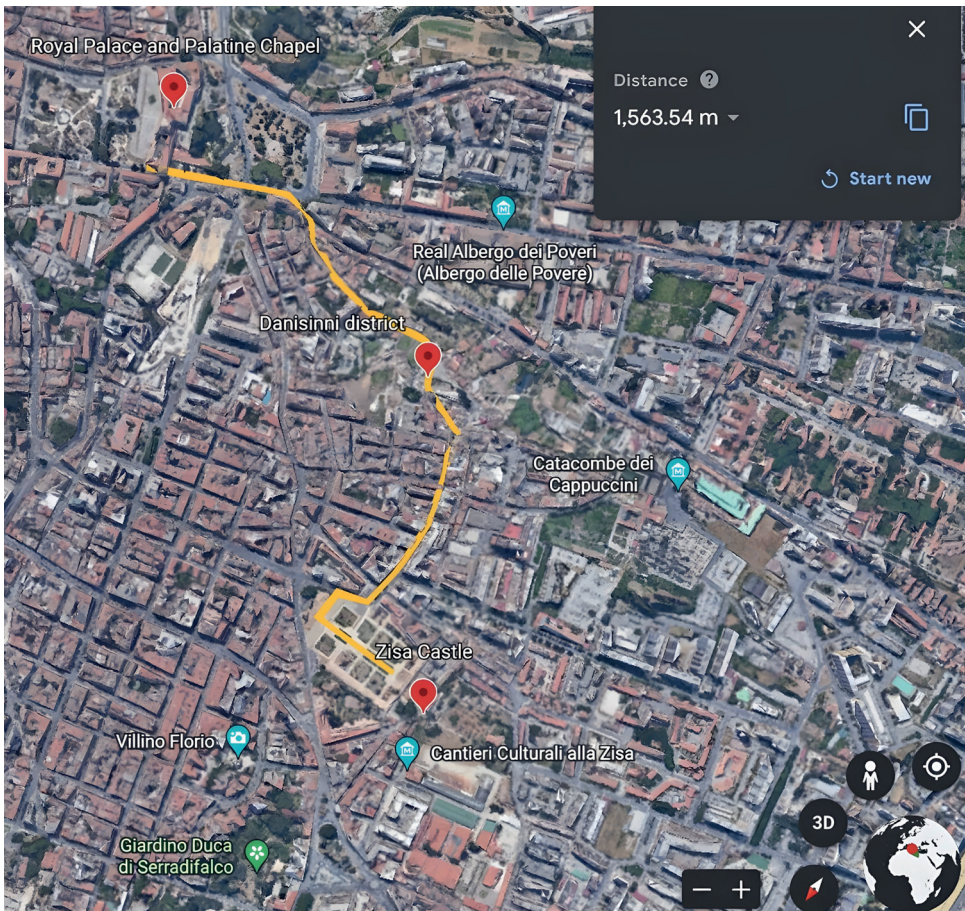 Royal Palace and Palatine Chapel
Distance ?
1,563.54 m
Start new
Real Albergo dei Poveri
(Albergo delle Povere)
Danisinni district
Catacombe dei
Cappuccini
Zisa Castle
Villino Florio
Cantieri Culturali alla Zisa
3D
Giardino Duca
di Serradifalco